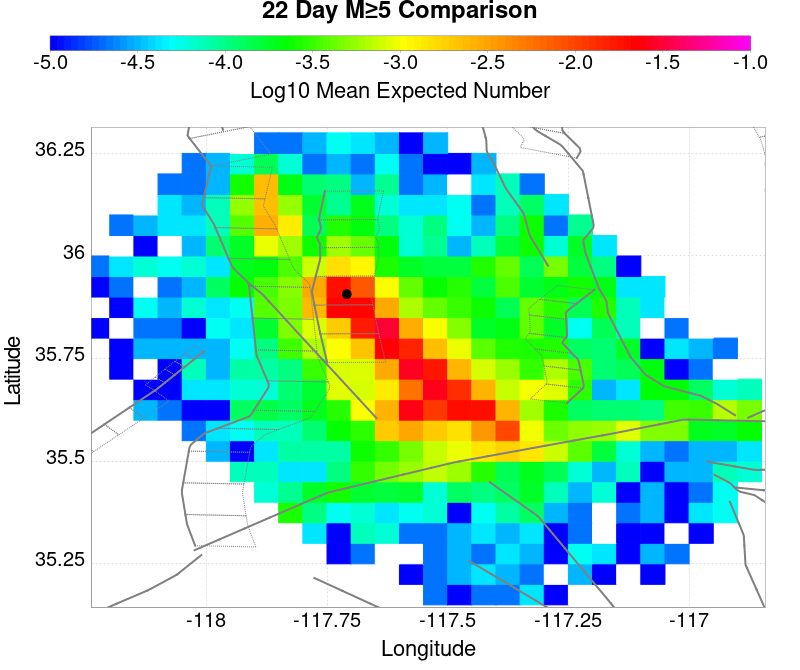 22 Day M≥5 Comparison
-5.0 -4.5 -4.0 -3.5 -3.0 -2.5 -2.0 -1.5 -1.0
Log10 Mean Expected Number
36.25
36
35.75
35.5
35.25
Latitude
-118 -117.75 -117.5 -117.25 -117
Longitude